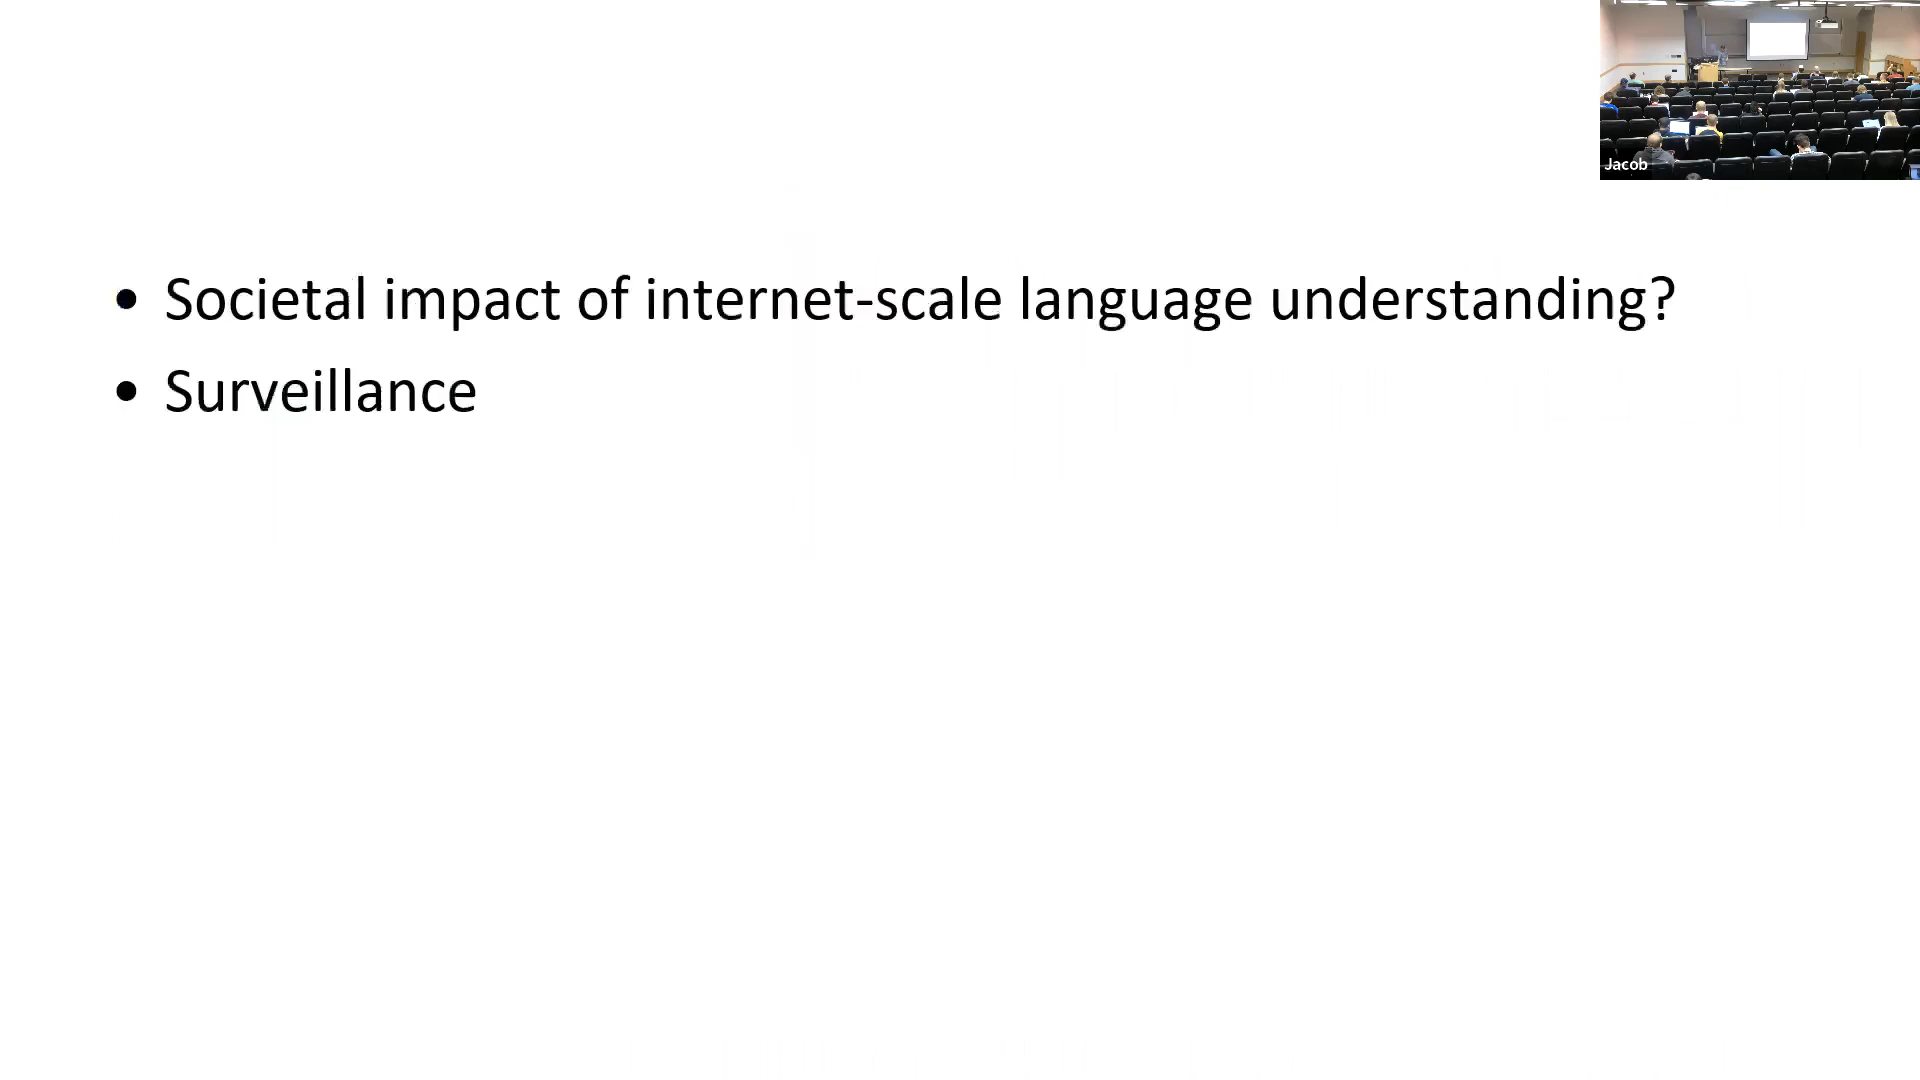 Jacob
• Societal impact of internet-scale language understanding?
• Surveillance